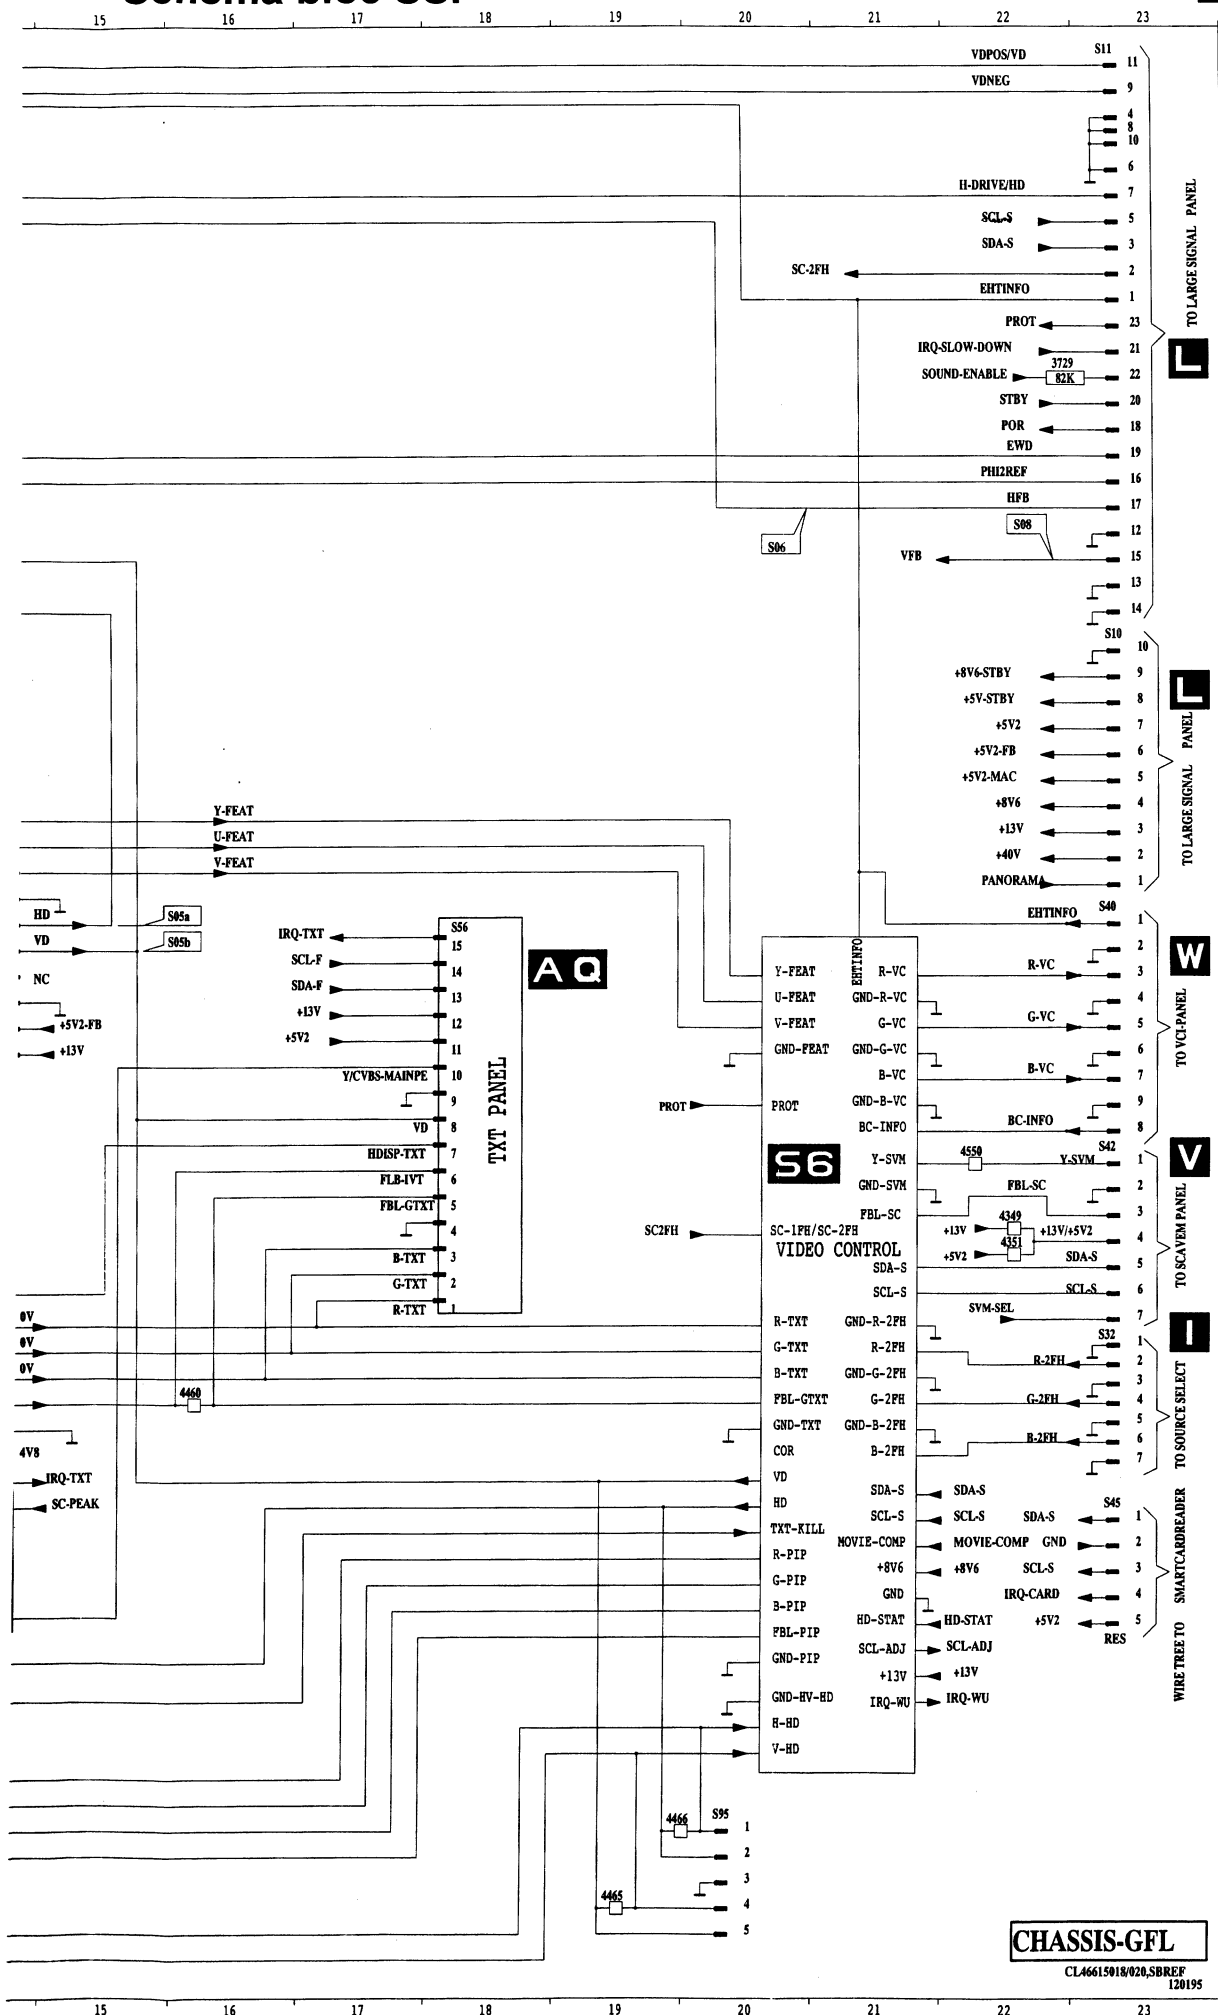 15 16 17 18 19 20 21 22 23
VDPOS/VD S11 11
VDNEG 9
4
8
10
6
H-DRIVE/HD 7
SCL-S 5
SDA-S 3
SC-2FH 2
EHTINFO 1
PROT 23
IRQ-SLOW-DOWN 21
3729
SOUND-ENABLE 82K 22
STBY 20
POR 18
EWD 19
PHI2REF 16
HFB 17
S06
S08
12
VFB 15
13
14
TO LARGE SIGNAL PANEL
L
S10
10
+8V6-STBY 9
+5V-STBY 8
+5V2 7
+5V2-FB 6
+5V2-MAC 5
+8V6 4
+13V 3
+40V 2
PANORAMA 1
TO LARGE SIGNAL PANEL
L
Y-FEAT
U-FEAT
V-FEAT
HD S05a
VD S05b
NC
+5V2-FB
+13V
S56
IRQ-TXT 15
SCL-F 14
SDA-F 13
+13V 12
+5V2 11
Y/CVBS-MAINPE 10
9
VD 8
HDISP-TXT 7
FLB-IVT 6
FBL-GTXT 5
4
B-TXT 3
G-TXT 2
R-TXT 1
TXT PANEL
AQ
EHTINFO S40 1
2
R-VC 3
4
G-VC 5
6
B-VC 7
9
BC-INFO 8
TO VCI-PANEL
W
EHTINFO
Y-FEAT R-VC
U-FEAT GND-R-VC
V-FEAT G-VC
GND-FEAT GND-G-VC
B-VC
PROT PROT GND-B-VC
BC-INFO
S6
Y-SVM
GND-SVM
FBL-SC
SC2FH SC-1FH/SC-2FH
VIDEO CONTROL
SDA-S
SCL-S
R-TXT GND-R-2FH
G-TXT R-2FH
B-TXT GND-G-2FH
FBL-GTXT G-2FH
GND-TXT GND-B-2FH
COR B-2FH
VD
HD SDA-S SDA-S
TXT-KILL SCL-S SCL-S
R-PIP MOVIE-COMP MOVIE-COMP
G-PIP +8V6 +8V6
B-PIP GND
FBL-PIP HD-STAT HD-STAT
GND-PIP SCL-ADJ SCL-ADJ
+13V +13V
GND-HV-HD IRQ-WU IRQ-WU
H-HD
V-HD
4550 Y-SVM S42 1
FBL-SC 2
3
+13V 4349 +13V/+5V2
+5V2 4351 4
SDA-S 5
SCL-S 6
SVM-SEL 7
TO SCAVEM PANEL
V
S32 1
R-2FH 2
3
G-2FH 4
5
B-2FH 6
7
TO SOURCE SELECT
I
S45
SDA-S 1
GND 2
SCL-S 3
IRQ-CARD 4
+5V2 5
RES
WIRE TREE TO SMARTCARDREADER
0V
0V
0V
4460
4V8
IRQ-TXT
SC-PEAK
4466 S95 1
2
3
4465 4
5
CHASSIS-GFL
CL46615018/020,SBREF
120195
15 16 17 18 19 20 21 22 23